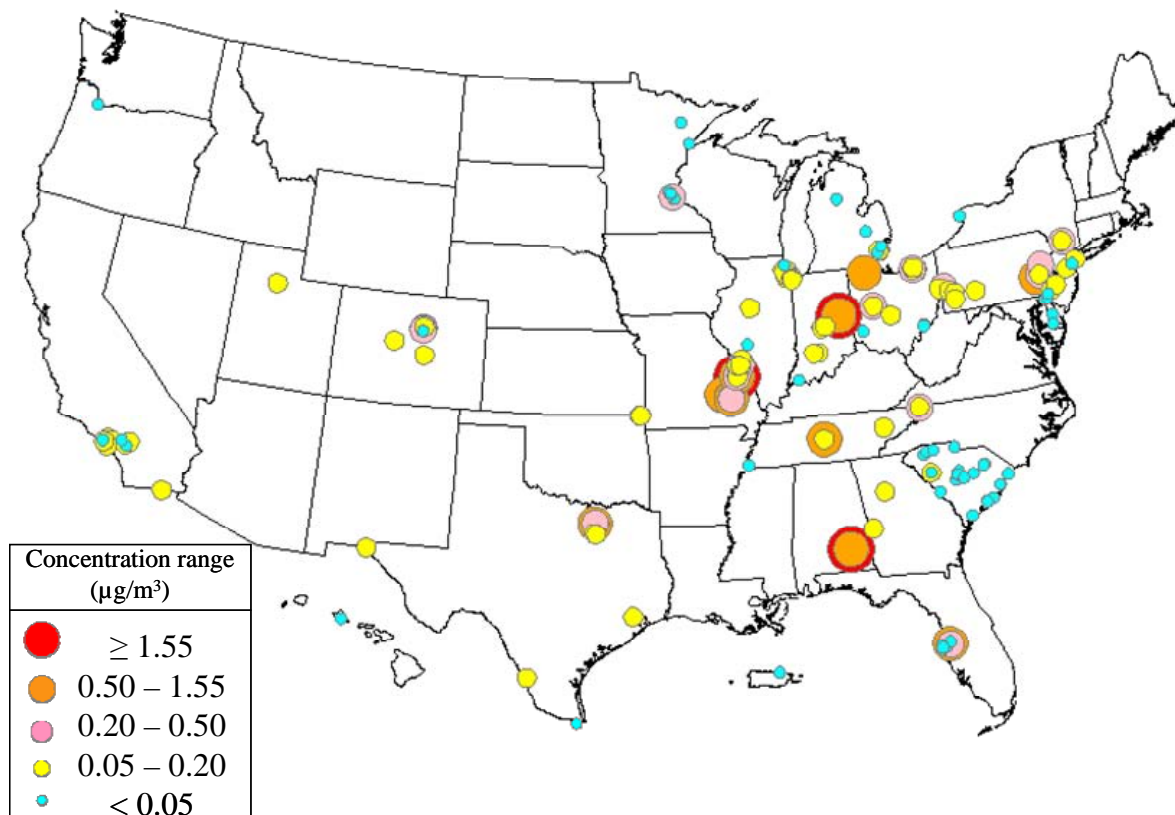 Concentration range
(µg/m³)
≥ 1.55
0.50 – 1.55
0.20 – 0.50
0.05 – 0.20
< 0.05